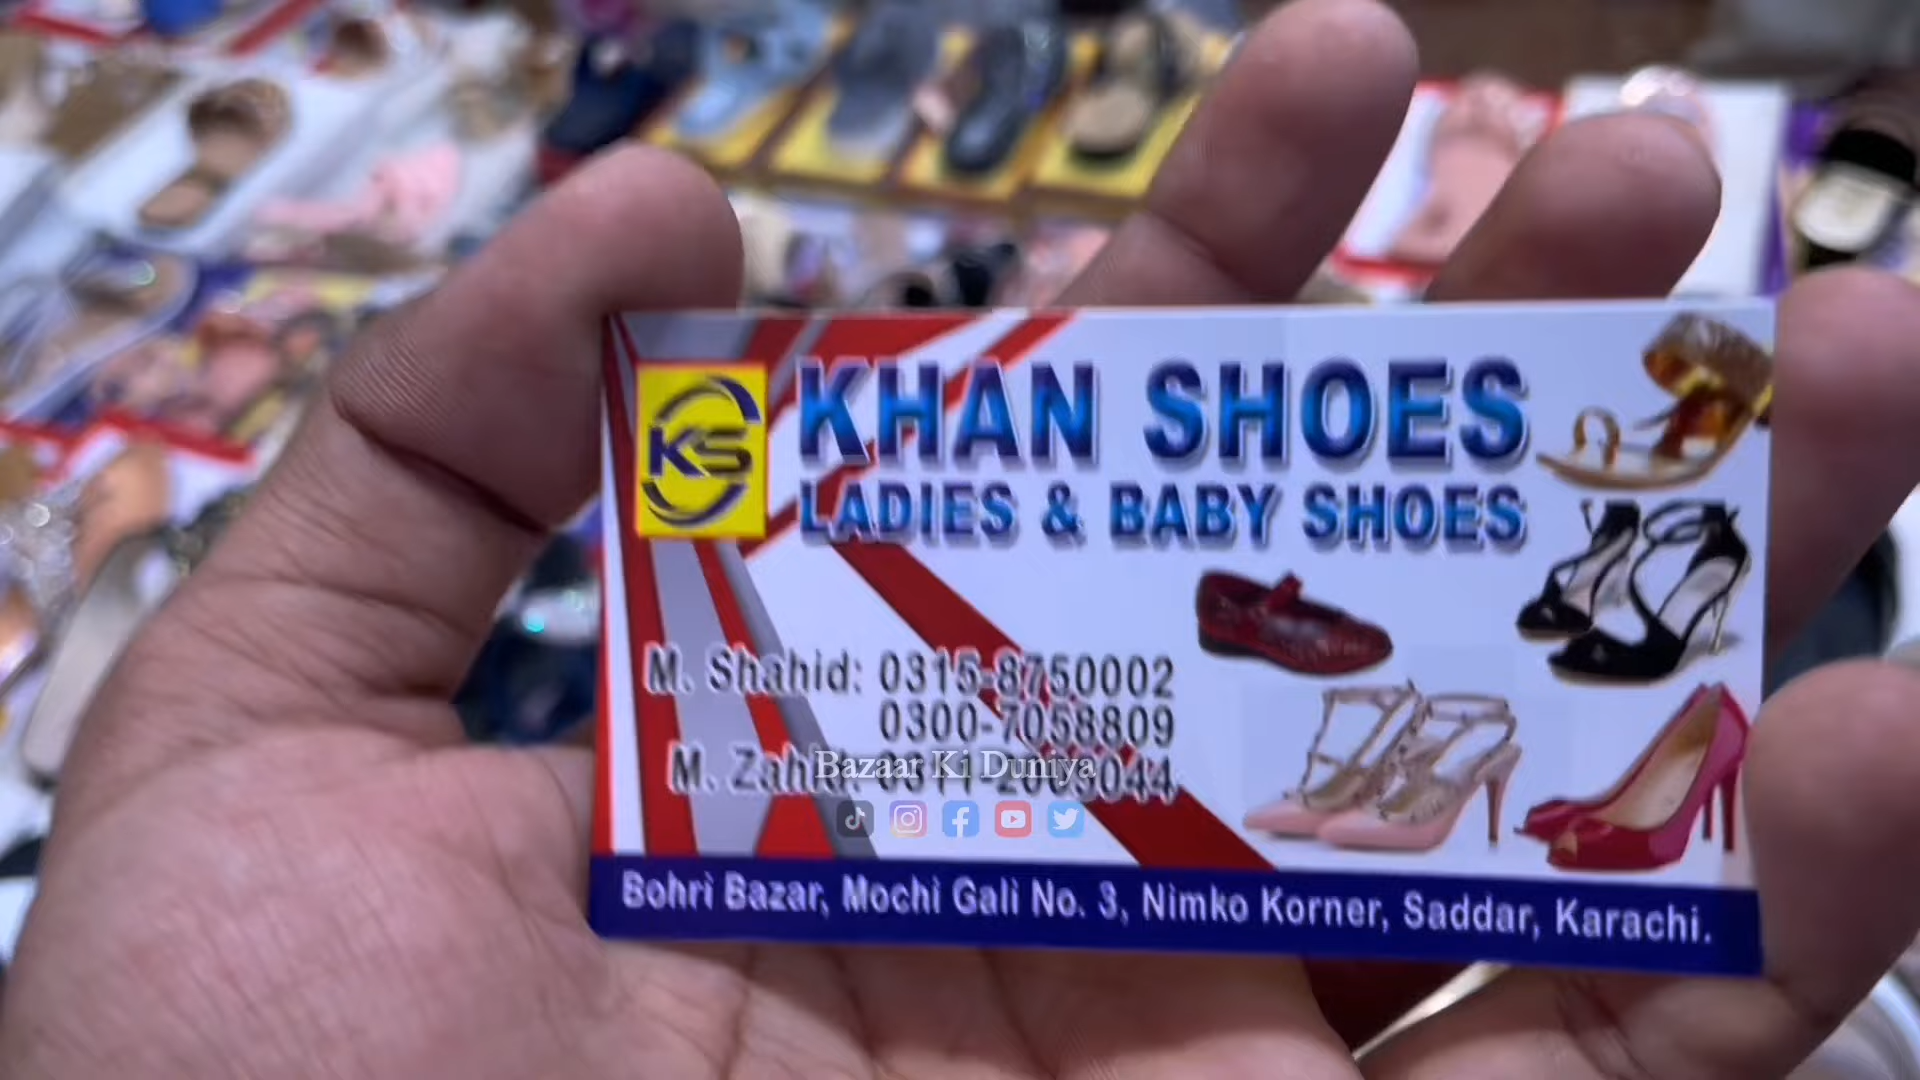 KS
KHAN SHOES
LADIES & BABY SHOES
M. Shahid: 0315-8750002
0300-7058809
M. Zahid:
Bazaar Ki Duniya
Bohri Bazar, Mochi Gali No. 3, Nimko Korner, Saddar, Karachi.